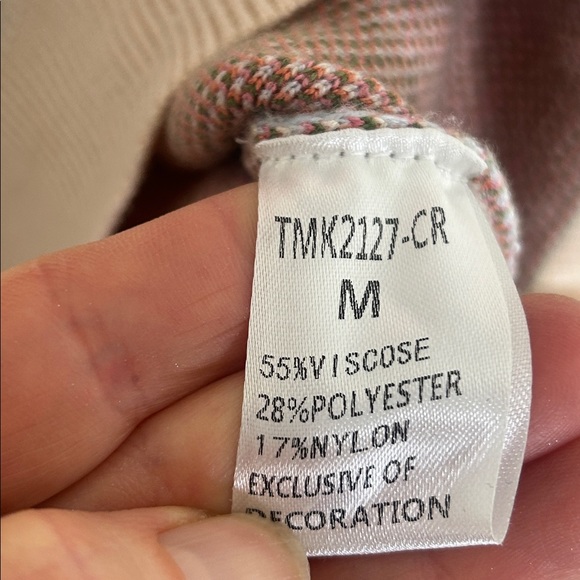 TMK2127-CR
M
55%VISCOSE
28%POLYESTER
17%NYLON
EXCLUSIVE OF
DECORATION